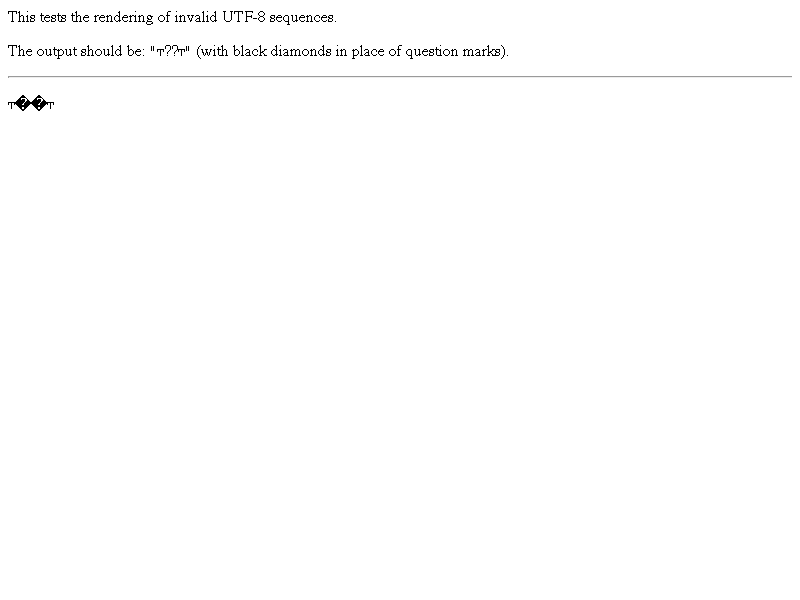 This tests the rendering of invalid UTF-8 sequences.
The output should be: "т??т" (with black diamonds in place of question marks).
т��т